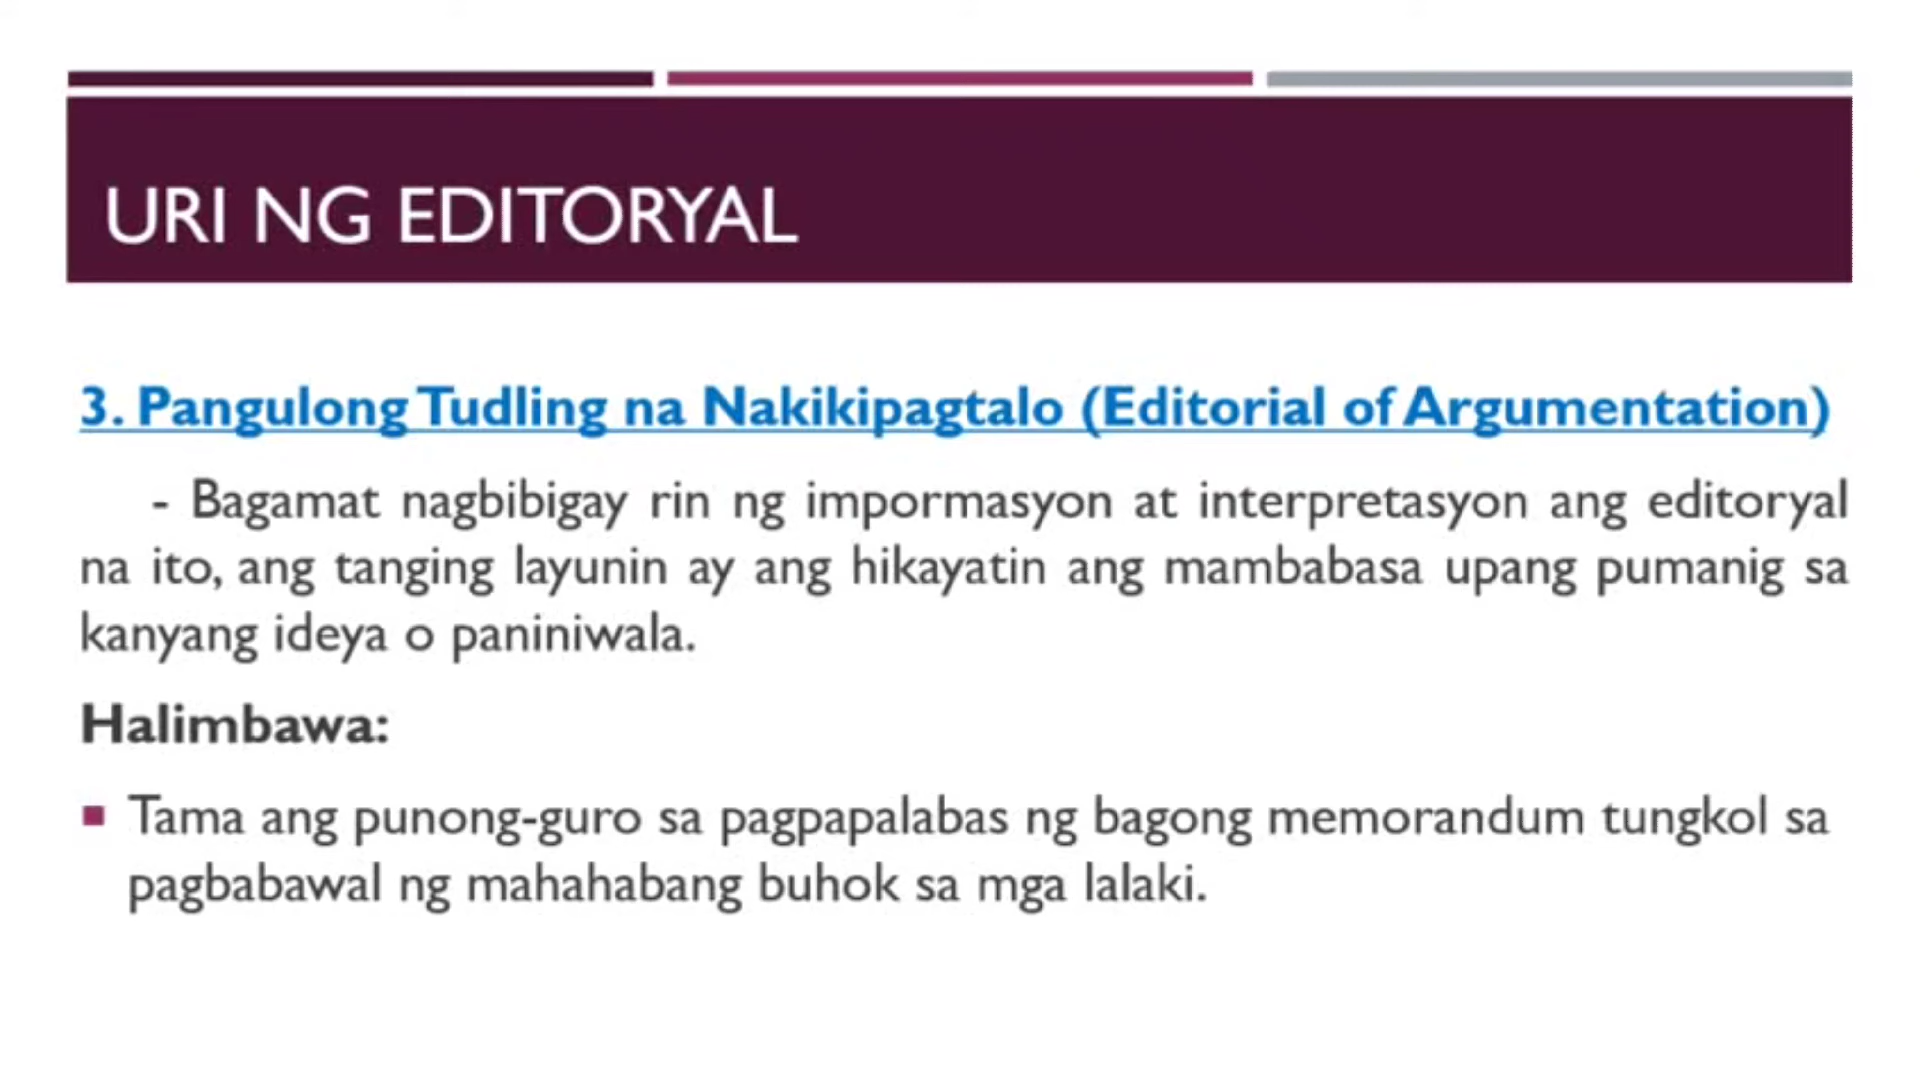 URI NG EDITORYAL
3. Pangulong Tudling na Nakikipagtalo (Editorial of Argumentation)
- Bagamat nagbibigay rin ng impormasyon at interpretasyon ang editoryal
na ito, ang tanging layunin ay ang hikayatin ang mambabasa upang pumanig sa
kanyang ideya o paniniwala.
Halimbawa:
▪ Tama ang punong-guro sa pagpapalabas ng bagong memorandum tungkol sa
pagbabawal ng mahahabang buhok sa mga lalaki.